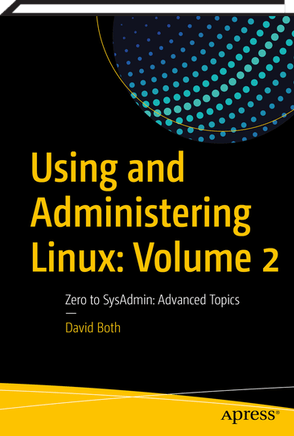 Using and
Administering
Linux: Volume 2
Zero to SysAdmin: Advanced Topics
—
David Both
Apress®